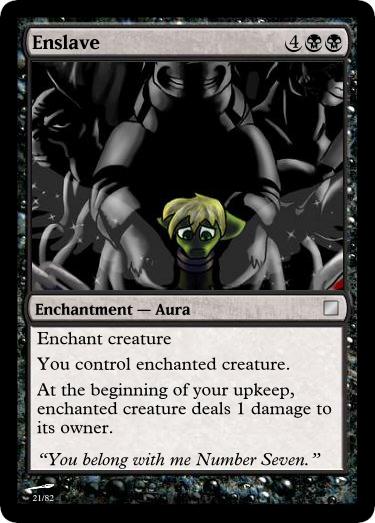 Enslave 4
Enchantment — Aura
Enchant creature
You control enchanted creature.
At the beginning of your upkeep,
enchanted creature deals 1 damage to
its owner.
“You belong with me Number Seven.”
21/82